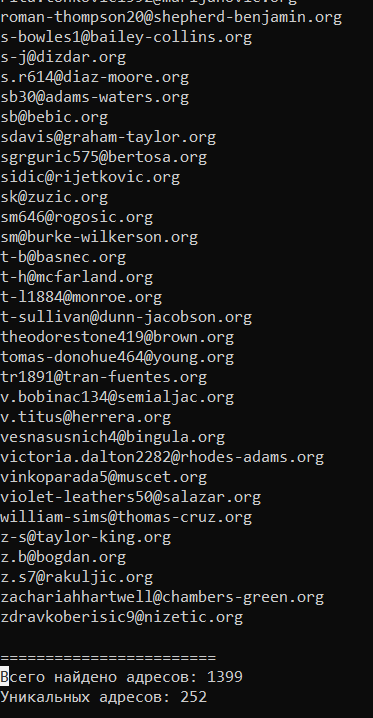 roman-thompson20@shepherd-benjamin.org
s-bowles1@bailey-collins.org
s-j@dizdar.org
s.r614@diaz-moore.org
sb30@adams-waters.org
sb@bebic.org
sdavis@graham-taylor.org
sgrguric575@bertosa.org
sidic@rijetkovic.org
sk@zuzic.org
sm646@rogosic.org
sm@burke-wilkerson.org
t-b@basnec.org
t-h@mcfarland.org
t-l1884@monroe.org
t-sullivan@dunn-jacobson.org
theodorestone419@brown.org
tomas-donohue464@young.org
tr1891@tran-fuentes.org
v.bobinac134@semialjac.org
v.titus@herrera.org
vesnasusnich4@bingula.org
victoria.dalton2282@rhodes-adams.org
vinkoparada5@muscet.org
violet-leathers50@salazar.org
william-sims@thomas-cruz.org
z-s@taylor-king.org
z.b@bogdan.org
z.s7@rakuljic.org
zachariahhartwell@chambers-green.org
zdravkoberisic9@nizetic.org
========================
Всего найдено адресов: 1399
Уникальных адресов: 252